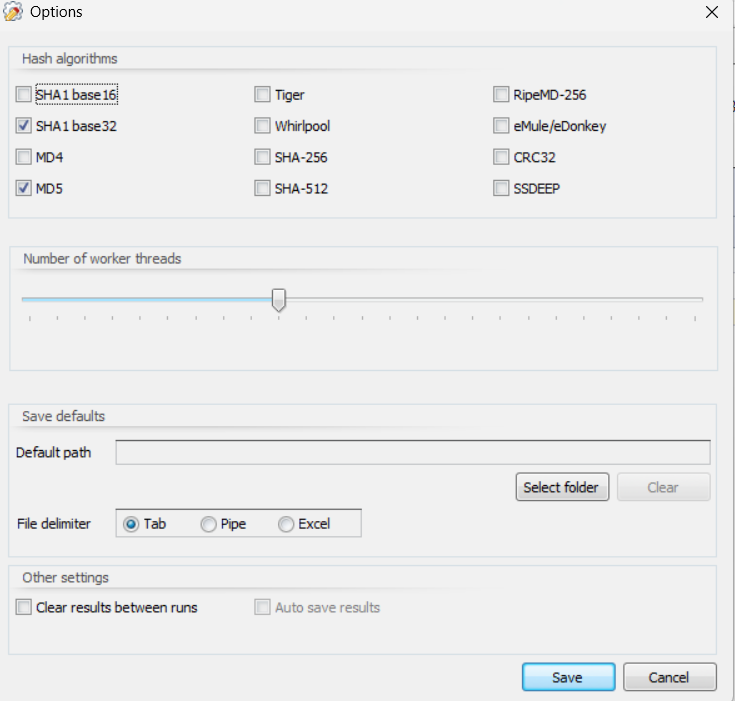 Options
Hash algorithms
SHA1 base16 Tiger RipeMD-256
SHA1 base32 Whirlpool eMule/eDonkey
MD4 SHA-256 CRC32
MD5 SHA-512 SSDEEP
Number of worker threads
Save defaults
Default path
Select folder Clear
File delimiter Tab Pipe Excel
Other settings
Clear results between runs Auto save results
Save Cancel